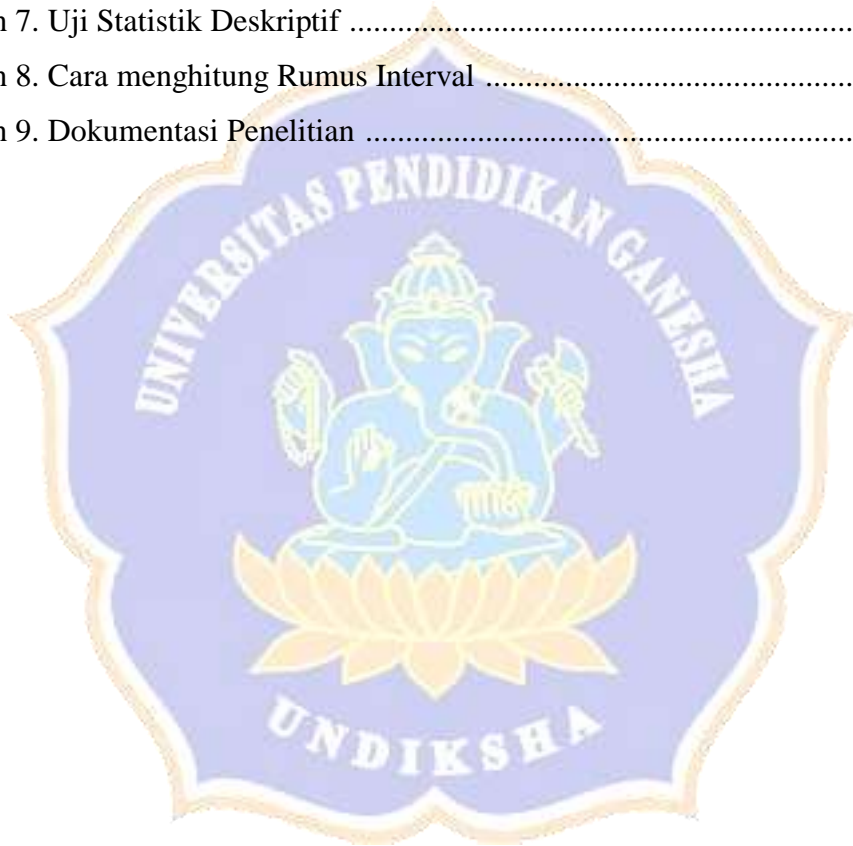 n 7. Uji Statistik Deskriptif ................................................................
n 8. Cara menghitung Rumus Interval ...............................................
n 9. Dokumentasi Penelitian ..............................................................
UNIVERSITAS PENDIDIKAN GANESHA
UNDIKSHA